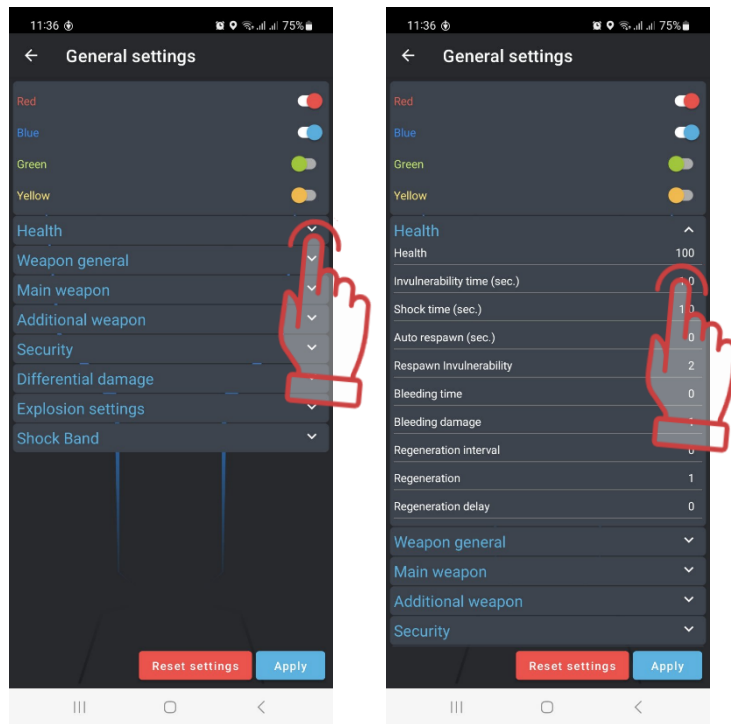 11:36 75%
General settings
Red
Blue
Green
Yellow
Health
Weapon general
Main weapon
Additional weapon
Security
Differential damage
Explosion settings
Shock Band
Reset settings Apply
11:36 75%
General settings
Red
Blue
Green
Yellow
Health
Health 100
Invulnerability time (sec.)
Shock time (sec.)
Auto respawn (sec.) 0
Respawn Invulnerability 2
Bleeding time 0
Bleeding damage
Regeneration interval 0
Regeneration 1
Regeneration delay 0
Weapon general
Main weapon
Additional weapon
Security
Reset settings Apply